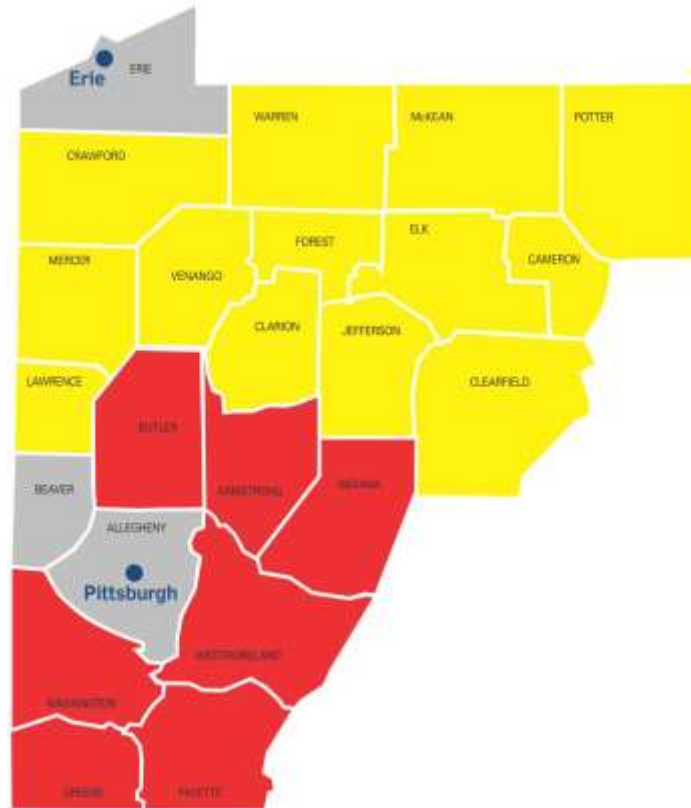 Erie
ERIE
WARREN
McKEAN
POTTER
CRAWFORD
FOREST
ELK
MERCER
VENANGO
CAMERON
CLARION
JEFFERSON
LAWRENCE
CLEARFIELD
BUTLER
BEAVER
ARMSTRONG
INDIANA
ALLEGHENY
Pittsburgh
WESTMORELAND
WASHINGTON
GREENE
FAYETTE